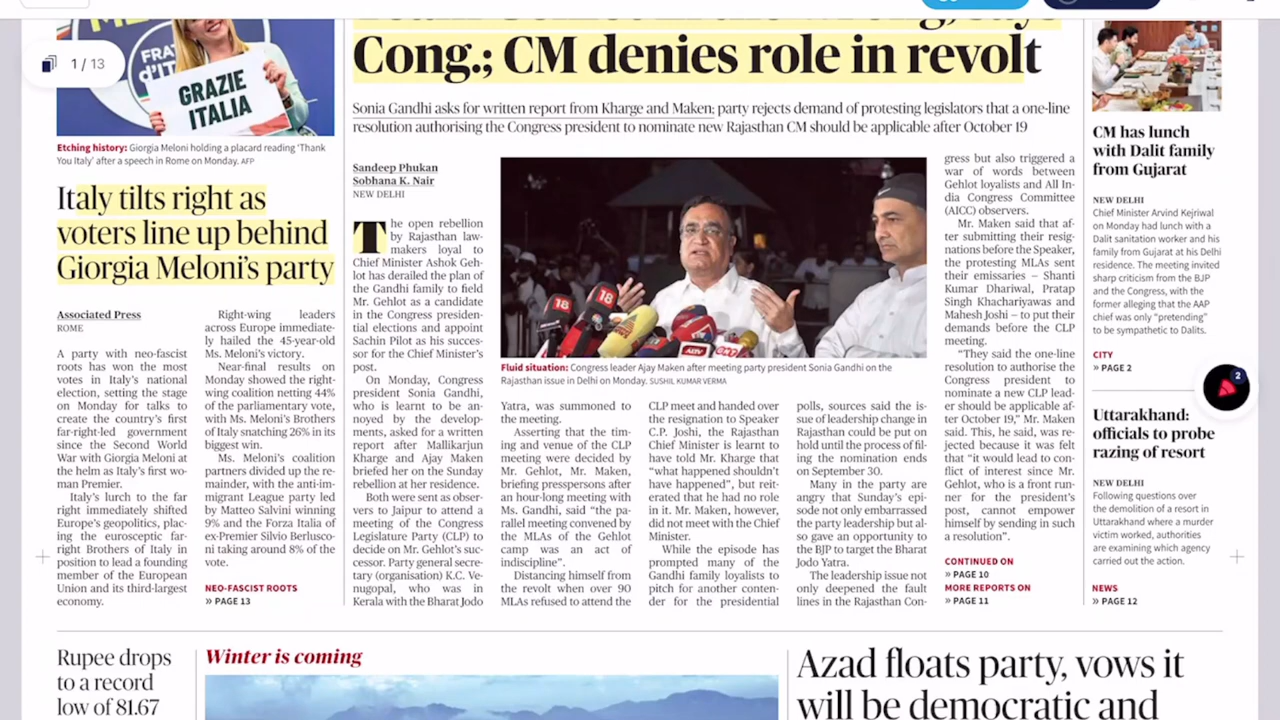 1 / 13
FRAT
d'ITA
GRAZIE
ITALIA
Etching history: Giorgia Meloni holding a placard reading ‘Thank
You Italy’ after a speech in Rome on Monday. AFP
Italy tilts right as
voters line up behind
Giorgia Meloni’s party
Associated Press
ROME
A party with neo-fascist
roots has won the most
votes in Italy’s national
election, setting the stage
on Monday for talks to
create the country’s first
far-right-led government
since the Second World
War with Giorgia Meloni at
the helm as Italy’s first wo-
man Premier.
Italy’s lurch to the far
right immediately shifted
Europe’s geopolitics, plac-
ing the eurosceptic far-
right Brothers of Italy in
position to lead a founding
member of the European
Union and its third-largest
economy.
Right-wing leaders
across Europe immediate-
ly hailed the 45-year-old
Ms. Meloni’s victory.
Near-final results on
Monday showed the right-
wing coalition netting 44%
of the parliamentary vote,
with Ms. Meloni’s Brothers
of Italy snatching 26% in its
biggest win.
Ms. Meloni’s coalition
partners divided up the re-
mainder, with the anti-im-
migrant League party led
by Matteo Salvini winning
9% and the Forza Italia of
ex-Premier Silvio Berlusco-
ni taking around 8% of the
vote.
NEO-FASCIST ROOTS
» PAGE 13
Cong.; CM denies role in revolt
Sonia Gandhi asks for written report from Kharge and Maken; party rejects demand of protesting legislators that a one-line
resolution authorising the Congress president to nominate new Rajasthan CM should be applicable after October 19
Sandeep Phukan
Sobhana K. Nair
NEW DELHI
The open rebellion
by Rajasthan law-
makers loyal to
Chief Minister Ashok Geh-
lot has derailed the plan of
the Gandhi family to field
Mr. Gehlot as a candidate
in the Congress presiden-
tial elections and appoint
Sachin Pilot as his succes-
sor for the Chief Minister’s
post.
On Monday, Congress
president Sonia Gandhi,
who is learnt to be an-
noyed by the develop-
ments, asked for a written
report after Mallikarjun
Kharge and Ajay Maken
briefed her on the Sunday
rebellion at her residence.
Both were sent as obser-
vers to Jaipur to attend a
meeting of the Congress
Legislature Party (CLP) to
decide on Mr. Gehlot’s suc-
cessor. Party general secre-
tary (organisation) K.C. Ve-
nugopal, who was in
Kerala with the Bharat Jodo
18
18
Fluid situation: Congress leader Ajay Maken after meeting party president Sonia Gandhi on the
Rajasthan issue in Delhi on Monday. SUSHIL KUMAR VERMA
Yatra, was summoned to
the meeting.
Asserting that the tim-
ing and venue of the CLP
meeting were decided by
Mr. Gehlot, Mr. Maken,
briefing presspersons after
an hour-long meeting with
Ms. Gandhi, said “the pa-
rallel meeting convened by
the MLAs of the Gehlot
camp was an act of
indiscipline”.
Distancing himself from
the revolt when over 90
MLAs refused to attend the
CLP meet and handed over
the resignation to Speaker
C.P. Joshi, the Rajasthan
Chief Minister is learnt to
have told Mr. Kharge that
“what happened shouldn’t
have happened”, but reit-
erated that he had no role
in it. Mr. Maken, however,
did not meet with the Chief
Minister.
While the episode has
prompted many of the
Gandhi family loyalists to
pitch for another conten-
der for the presidential
polls, sources said the is-
sue of leadership change in
Rajasthan could be put on
hold until the process of fil-
ing the nomination ends
on September 30.
Many in the party are
angry that Sunday’s epi-
sode not only embarrassed
the party leadership but al-
so gave an opportunity to
the BJP to target the Bharat
Jodo Yatra.
The leadership issue not
only deepened the fault
lines in the Rajasthan Con-
gress but also triggered a
war of words between
Gehlot loyalists and All In-
dia Congress Committee
(AICC) observers.
Mr. Maken said that af-
ter submitting their resig-
nations before the Speaker,
the protesting MLAs sent
their emissaries – Shanti
Kumar Dhariwal, Pratap
Singh Khachariyawas and
Mahesh Joshi – to put their
demands before the CLP
meeting.
“They said the one-line
resolution to authorise the
Congress president to
nominate a new CLP lead-
er should be applicable af-
ter October 19,” Mr. Maken
said. This, he said, was re-
jected because it was felt
that “it would lead to con-
flict of interest since Mr.
Gehlot, who is a front run-
ner for the president’s
post, cannot empower
himself by sending in such
a resolution”.
CONTINUED ON
» PAGE 10
MORE REPORTS ON
» PAGE 11
CM has lunch
with Dalit family
from Gujarat
NEW DELHI
Chief Minister Arvind Kejriwal
on Monday had lunch with a
Dalit sanitation worker and his
family from Gujarat at his Delhi
residence. The meeting invited
sharp criticism from the BJP
and the Congress, with the
former alleging that the AAP
chief was only “pretending”
to be sympathetic to Dalits.
CITY
» PAGE 2
2
Uttarakhand:
officials to probe
razing of resort
NEW DELHI
Following questions over
the demolition of a resort in
Uttarakhand where a murder
victim worked, authorities
are examining which agency
carried out the action.
NEWS
» PAGE 12
Rupee drops
to a record
low of 81.67
Winter is coming
Azad floats party, vows it
will be democratic and